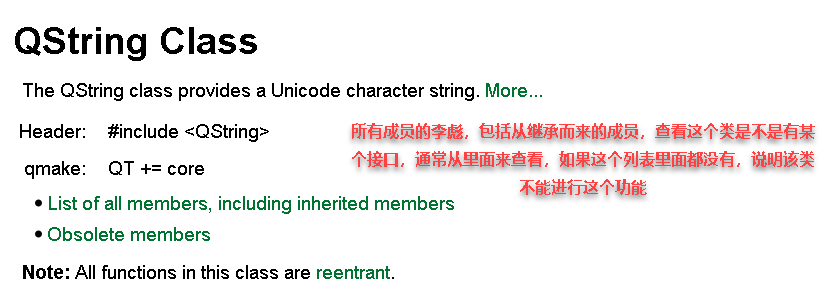 QString Class
The QString class provides a Unicode character string. More...
Header: #include <QString>
qmake: QT += core
所有成员的李彪，包括从继承而来的成员，查看这个类是不是有某
个接口，通常从里面来查看，如果这个列表里面都没有，说明该类
不能进行这个功能
• List of all members, including inherited members
• Obsolete members
Note: All functions in this class are reentrant.